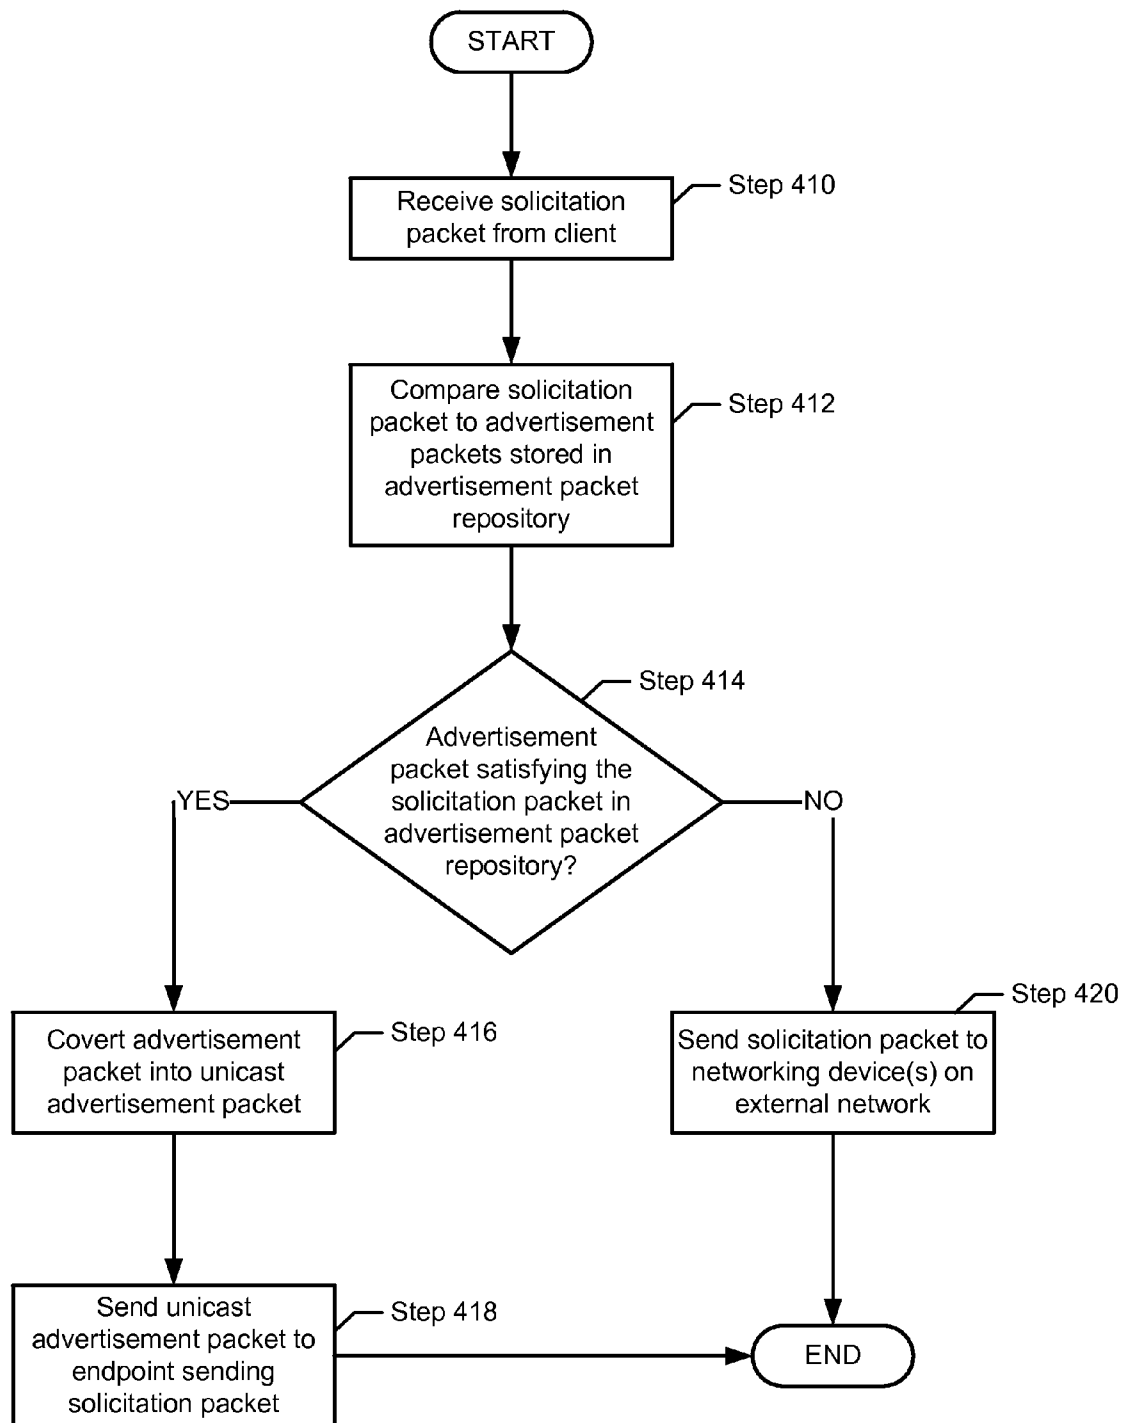 START
Receive solicitation
packet from client
Step 410
Compare solicitation
packet to advertisement
packets stored in
advertisement packet
repository
Step 412
Step 414
Advertisement
packet satisfying the
solicitation packet in
advertisement packet
repository?
YES
NO
Covert advertisement
packet into unicast
advertisement packet
Step 416
Send solicitation packet to
networking device(s) on
external network
Step 420
Send unicast
advertisement packet to
endpoint sending
solicitation packet
Step 418
END